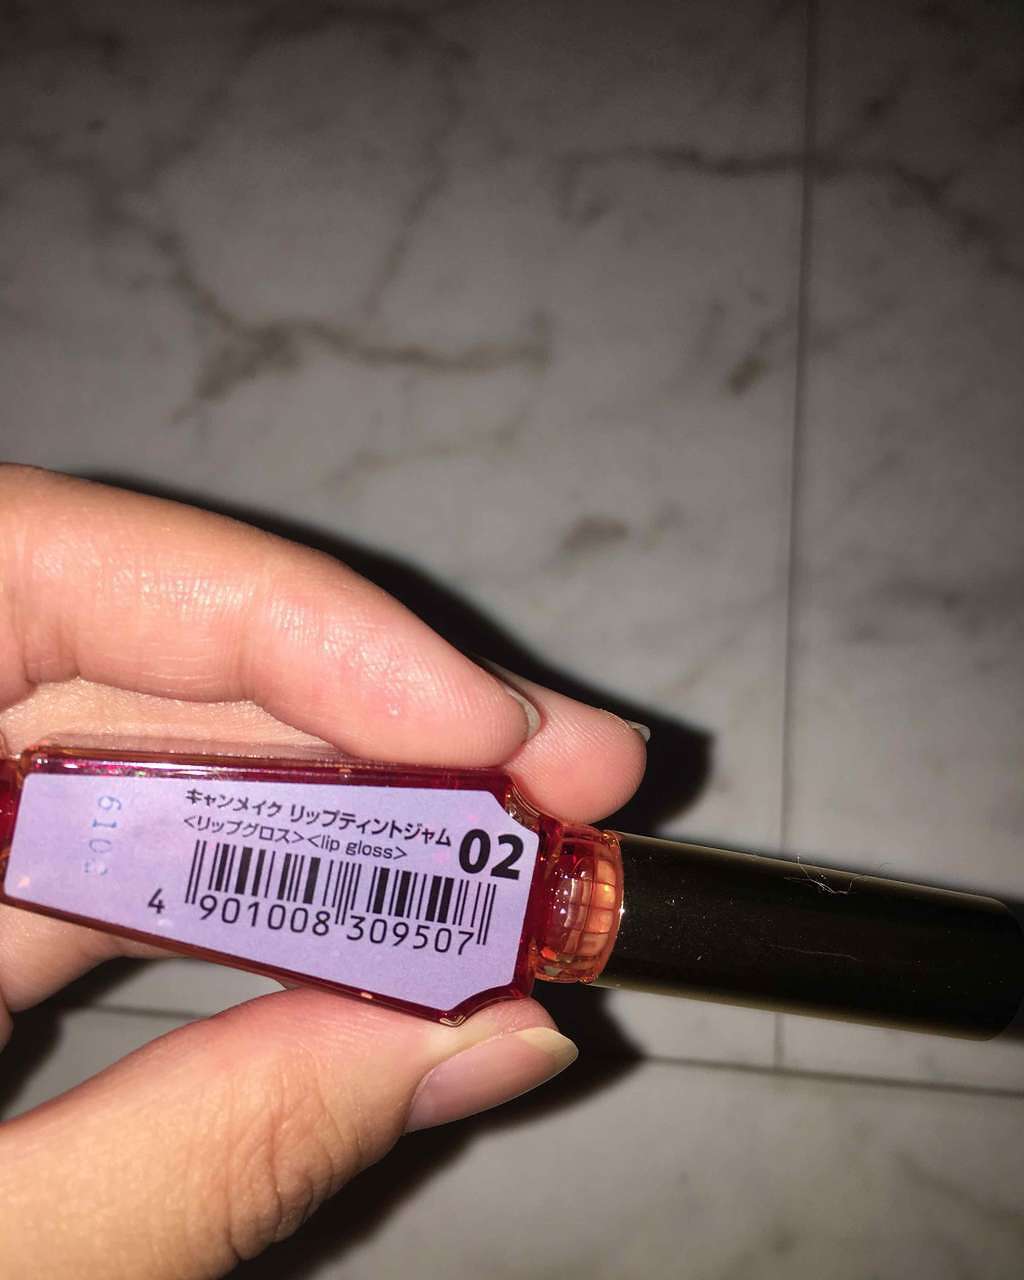 キャンメイク リップティントジャム
<リップグロス><lip gloss>
02
4 901008 309507